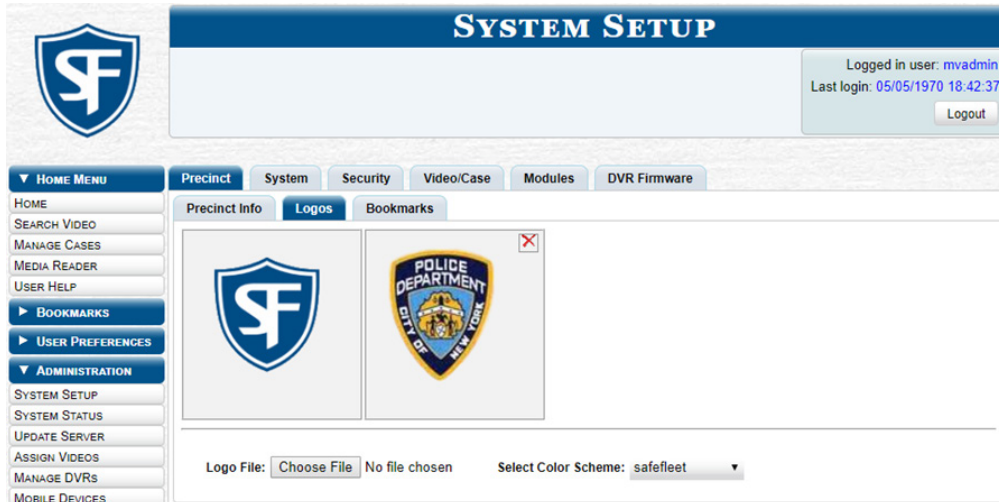 SYSTEM SETUP
SF
Logged in user: mvadmin
Last login: 05/05/1970 18:42:37
Logout
▼ HOME MENU
HOME
SEARCH VIDEO
MANAGE CASES
MEDIA READER
USER HELP
► BOOKMARKS
► USER PREFERENCES
▼ ADMINISTRATION
SYSTEM SETUP
SYSTEM STATUS
UPDATE SERVER
ASSIGN VIDEOS
MANAGE DVRS
MOBILE DEVICES
Precinct System Security Video/Case Modules DVR Firmware
Precinct Info Logos Bookmarks
SF
POLICE
DEPARTMENT
CITY OF
NEW YORK
Logo File: Choose File No file chosen Select Color Scheme: safefleet ▼